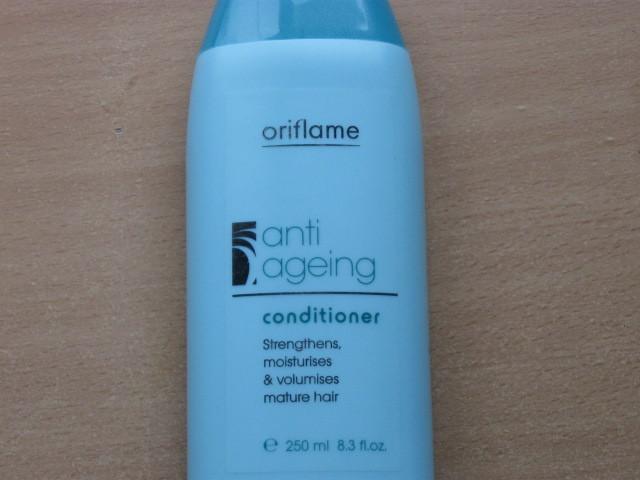 oriflame
anti
ageing
conditioner
Strengthens,
moisturises
& volumises
mature hair
℮ 250 ml 8.3 fl.oz.